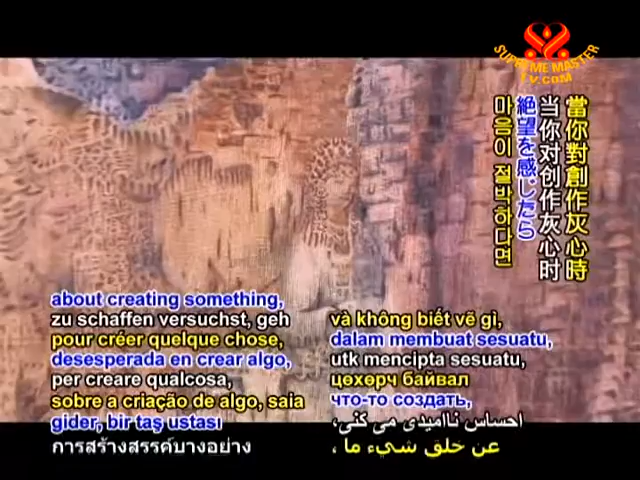 SUPREME MASTER
TV.COM
當你對創作灰心時
当你对创作灰心时
絶望を感じたら
마음이 절박하다면
about creating something,
zu schaffen versuchst, geh
pour créer quelque chose,
desesperada en crear algo,
per creare qualcosa,
sobre a criação de algo, saia
gider, bir taş ustası
การสร้างสรรค์บางอย่าง
và không biết vẽ gì,
dalam membuat sesuatu,
utk mencipta sesuatu,
цөхөрч байвал
что-то создать,
احساس ناامیدی می کنی،
عن خلق شيء ما ،